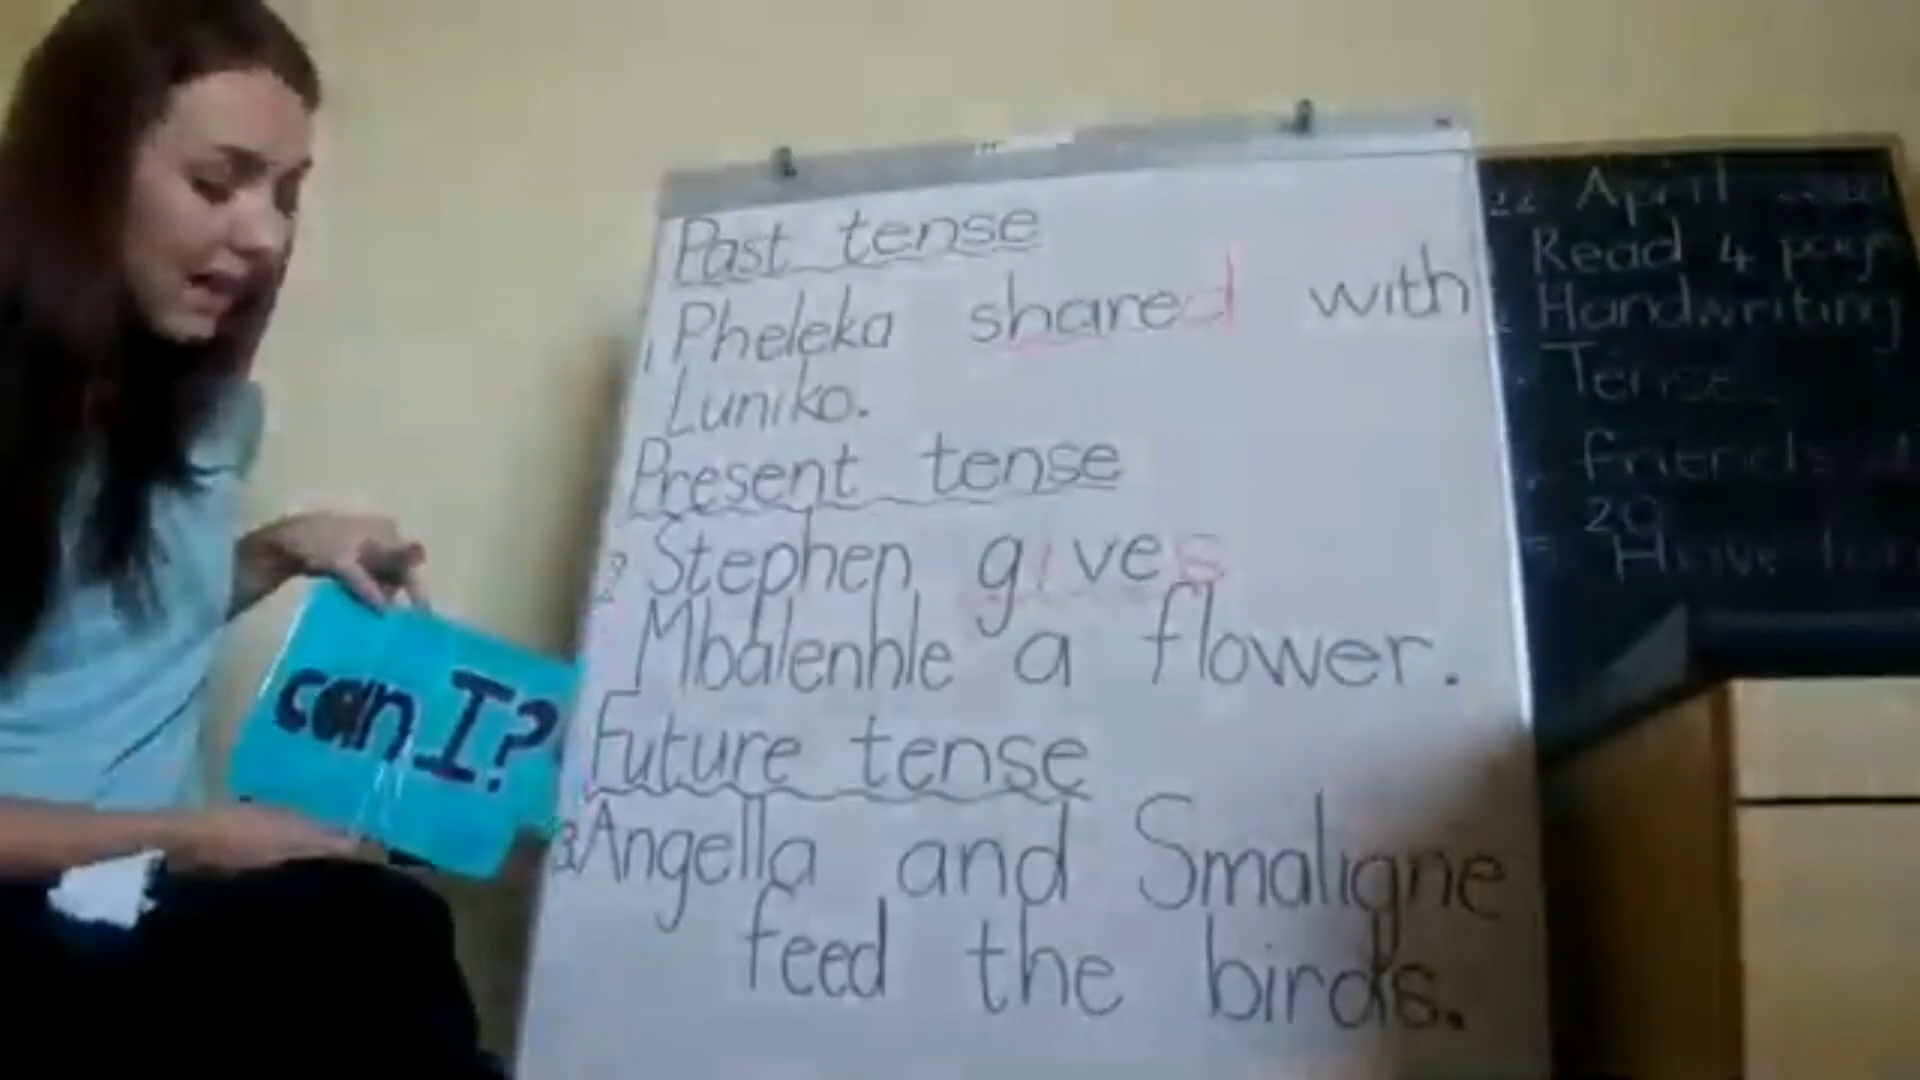 Past tense
1 Pheleka shared with
Luniko.
Present tense
2 Stephen gives
Mbalenhle a flower.
Future tense
3 Angella and Smaligne
feed the birds.
can I?
22 April
Read 4
Handwriting
Tense
friends
20